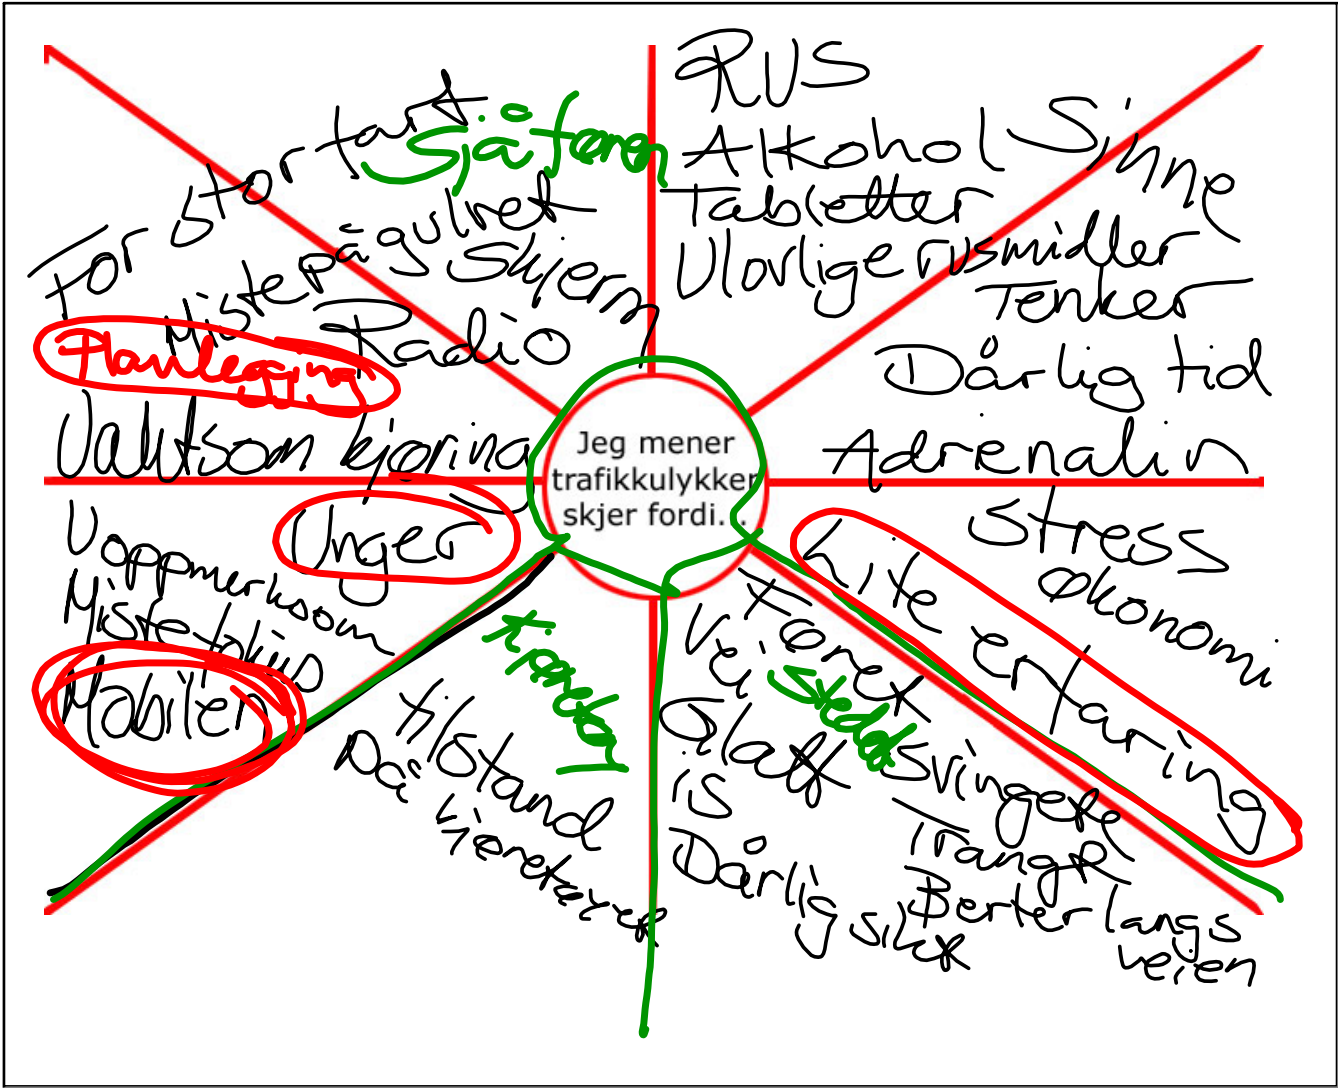 RUS
Alkohol
Tabletter
Ulovlige rusmidler
Sinne
Tenker
Dårlig tid
Adrenalin
Stress
Økonomi
Lite erfaring
For stor fart
Sjåføren
Miste på gulvet
Skjerm
Radio
Planlegging
Uaktsom kjøring
Jeg mener
trafikkulykker
skjer fordi...
Unger
Uoppmerksom
Miste fokus
Mobilen
Kjøretøy
tilstand
på kjøretøyet
Føret
Vei
Stedet
Glatt
is
Dårlig sikt
Svingete
Trange
langs
veien